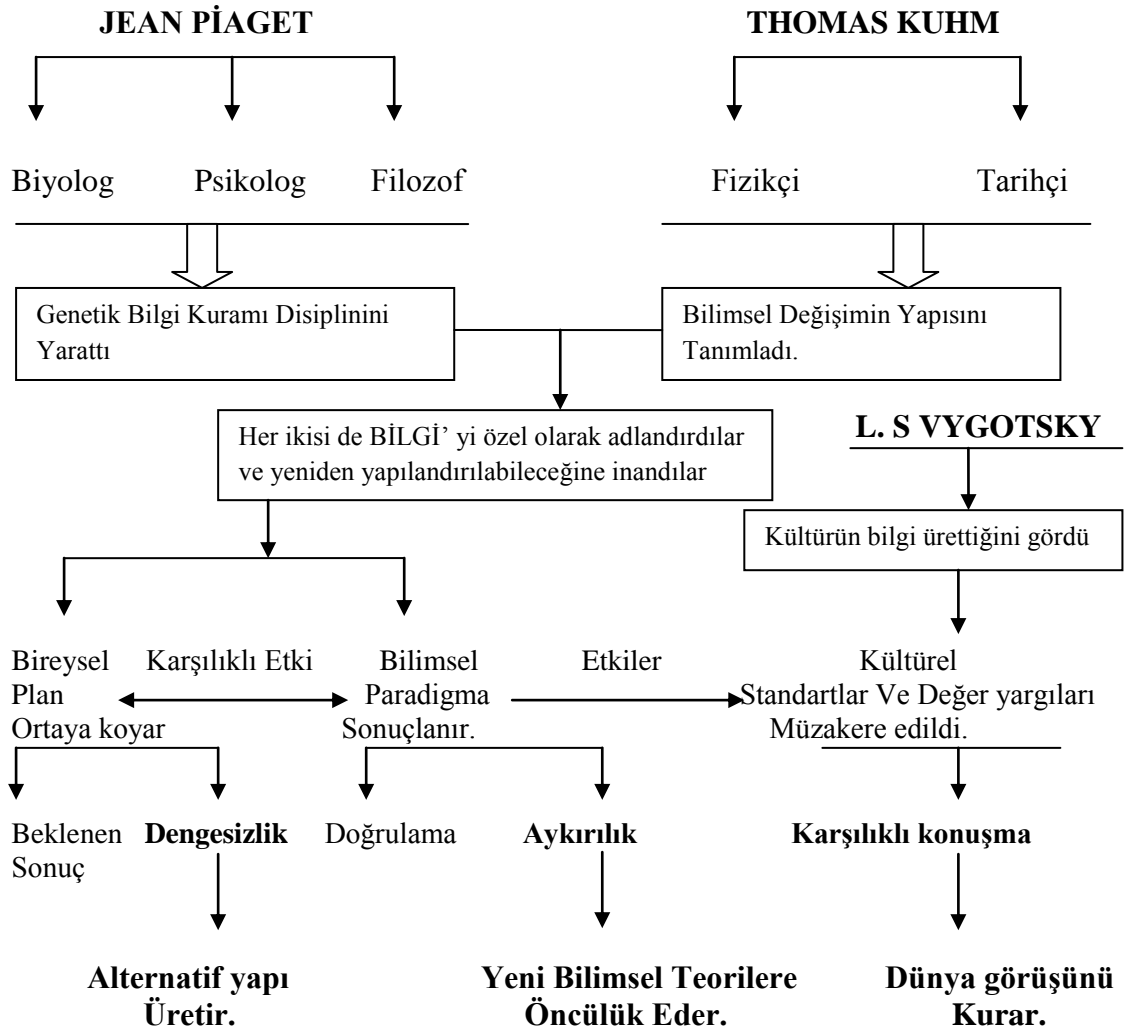 JEAN PİAGET
THOMAS KUHM
Biyolog Psikolog Filozof
Fizikçi Tarihçi
Genetik Bilgi Kuramı Disiplinini
Yarattı
Bilimsel Değişimin Yapısını
Tanımladı.
Her ikisi de BİLGİ’ yi özel olarak adlandırdılar
ve yeniden yapılandırılabileceğine inandılar
L. S VYGOTSKY
Kültürün bilgi ürettiğini gördü
Bireysel
Plan
Ortaya koyar
Karşılıklı Etki
Bilimsel
Paradigma
Sonuçlanır.
Etkiler
Kültürel
Standartlar Ve Değer yargıları
Müzakere edildi.
Beklenen
Sonuç
Dengesizlik
Doğrulama
Aykırılık
Karşılıklı konuşma
Alternatif yapı
Üretir.
Yeni Bilimsel Teorilere
Öncülük Eder.
Dünya görüşünü
Kurar.